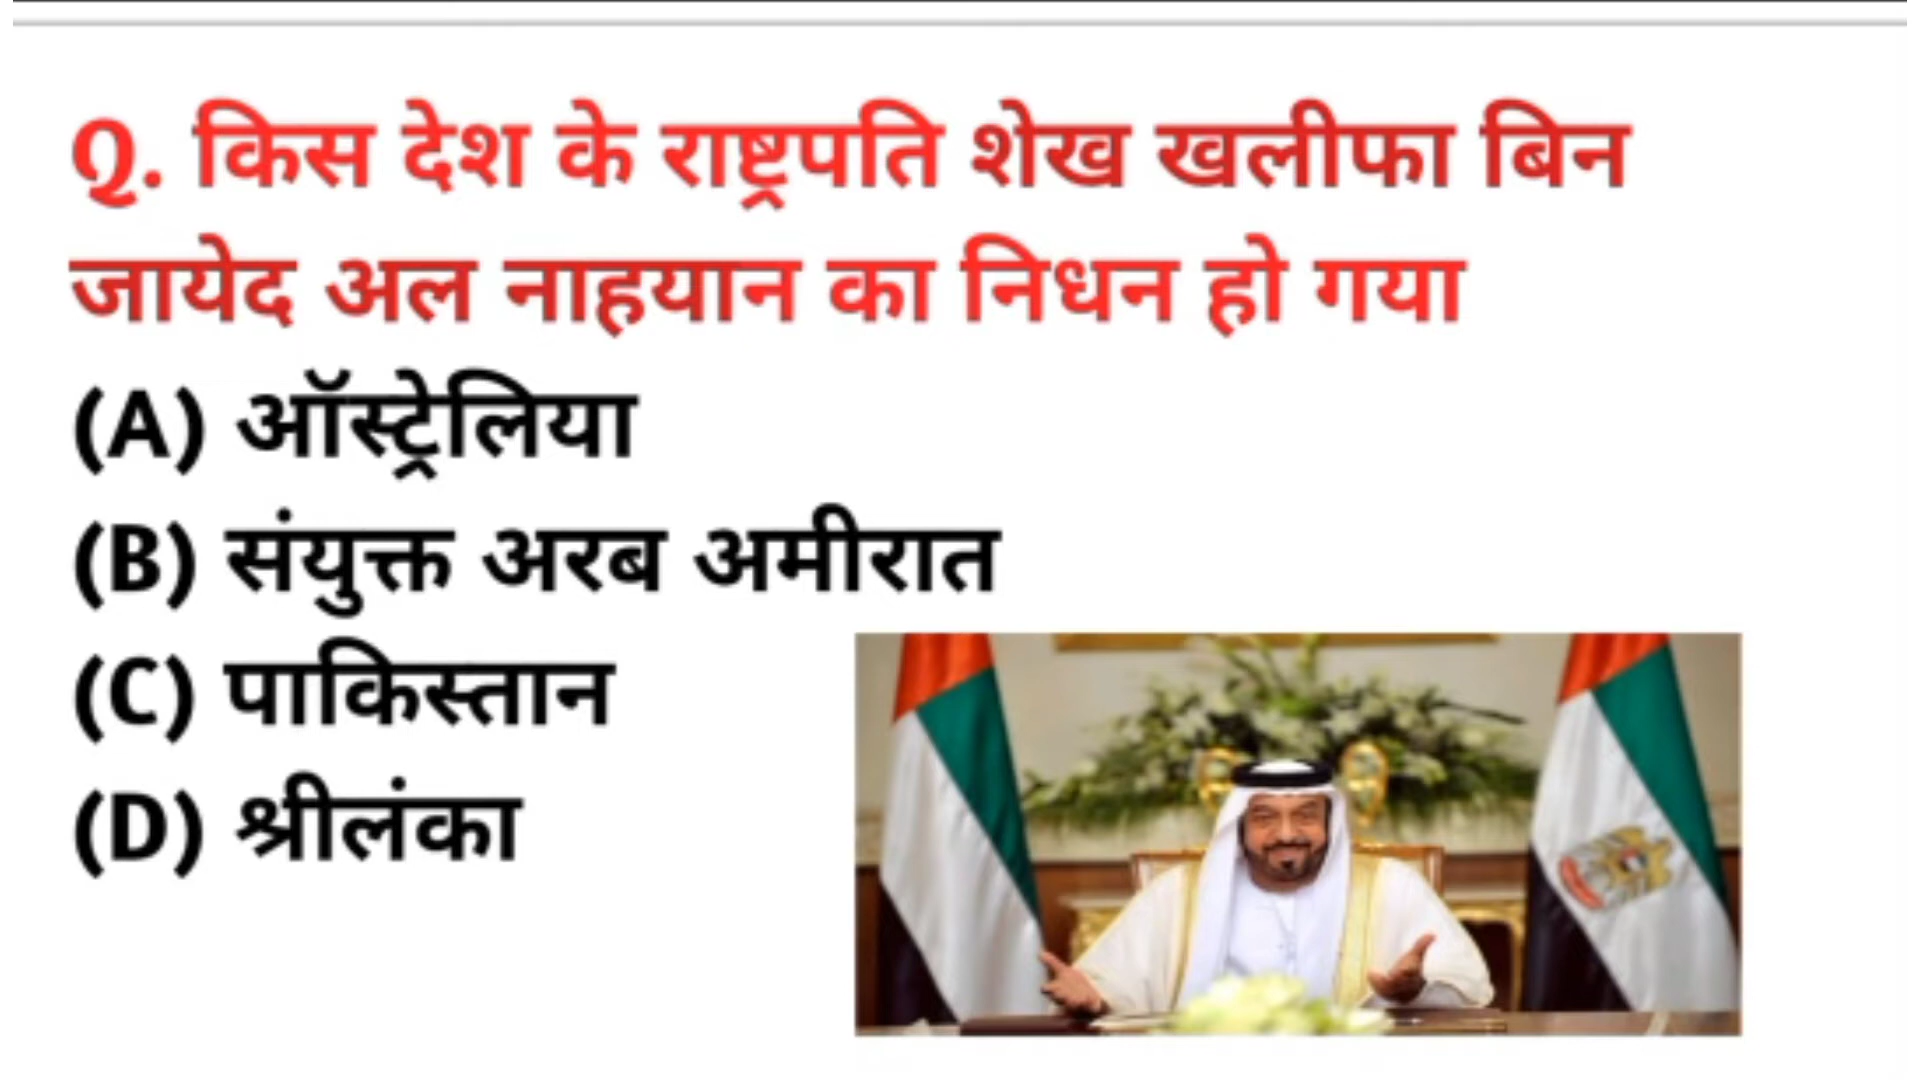 Q. किस देश के राष्ट्रपति शेख खलीफा बिन
जायेद अल नाहयान का निधन हो गया
(A) ऑस्ट्रेलिया
(B) संयुक्त अरब अमीरात
(C) पाकिस्तान
(D) श्रीलंका